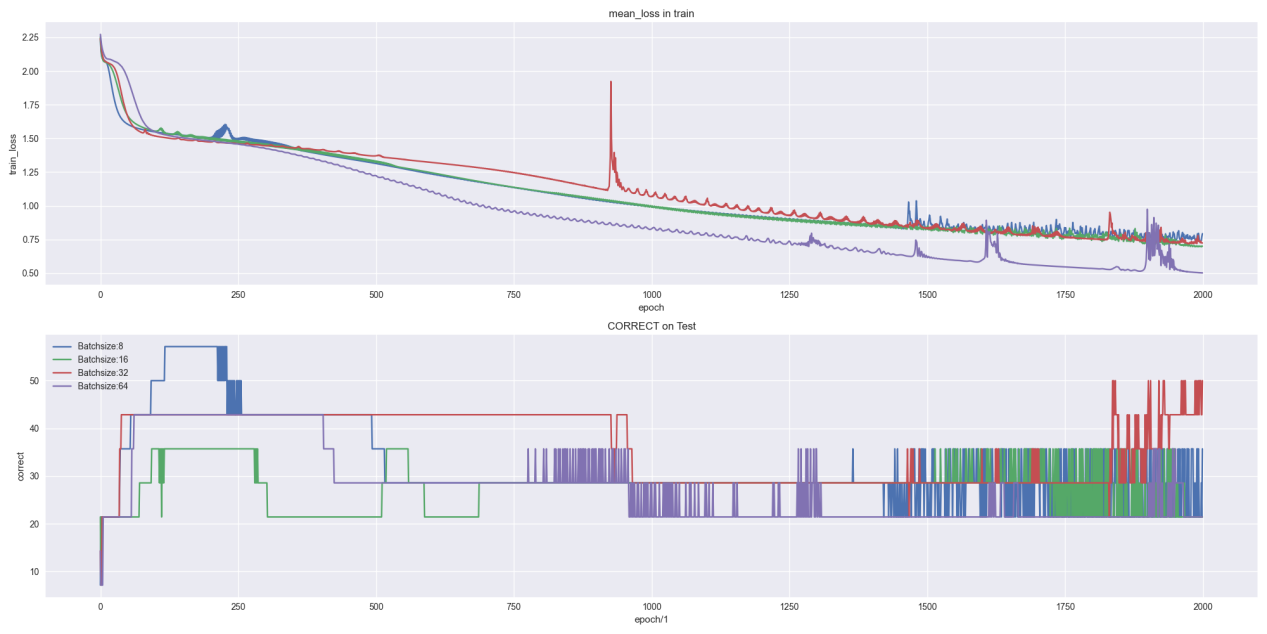 mean_loss in train
2.25
2.00
1.75
1.50
1.25
1.00
0.75
0.50
train_loss
0 250 500 750 1000 1250 1500 1750 2000
epoch
CORRECT on Test
Batchsize:8
Batchsize:16
Batchsize:32
Batchsize:64
50
40
30
20
10
correct
0 250 500 750 1000 1250 1500 1750 2000
epoch/1